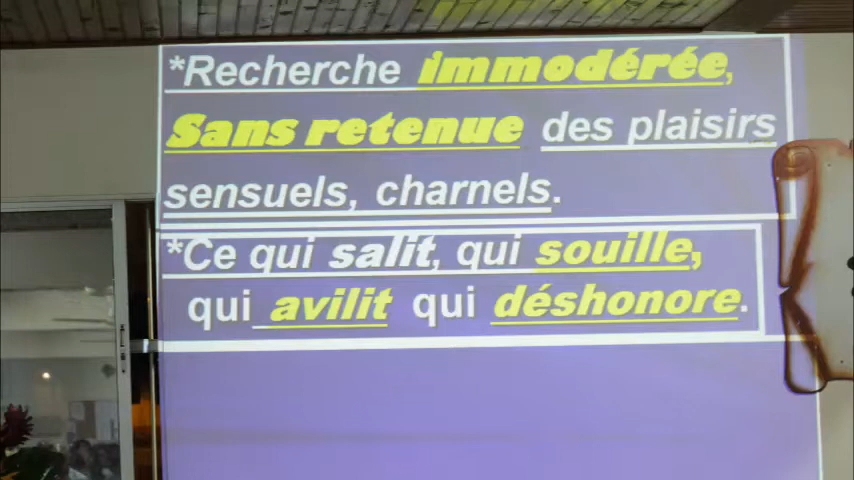 *Recherche immodérée,
Sans retenue des plaisirs
sensuels, charnels.
*Ce qui salit, qui souille,
qui avilit qui déshonore.